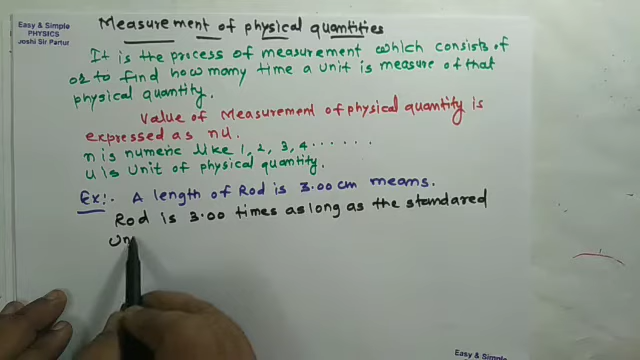 Easy & Simple
PHYSICS
Joshi Sir Partur
Measurement of physical quantities
It is the process of measurement which consists of
or to find how many time a unit is measure of that
physical quantity.
Value of Measurement of physical quantity is
expressed as nu.
n is numeric like 1, 2, 3, 4 . . . . . .
u is unit of physical quantity.
Ex:- A length of Rod is 3.00 cm means.
Rod is 3.00 times as long as the standared
un
Easy & Simple